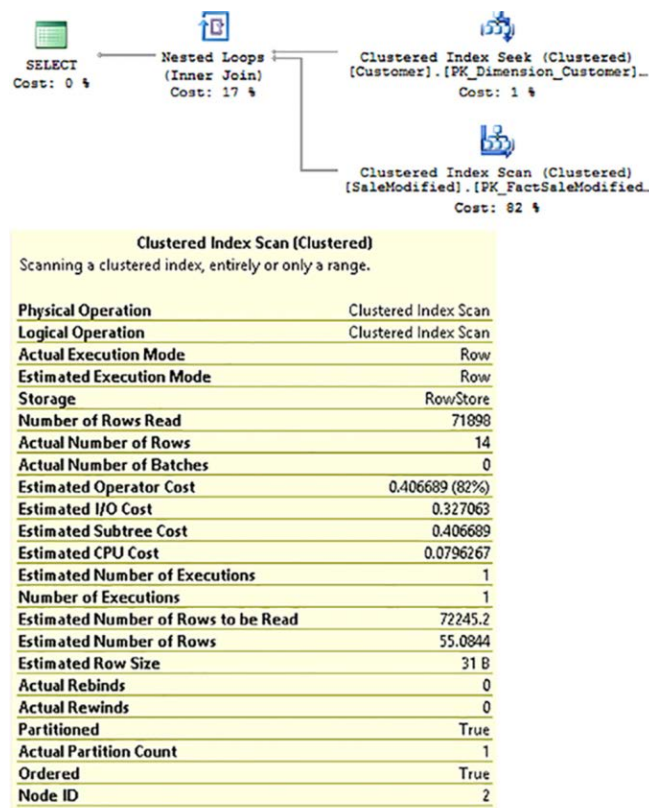 SELECT
Cost: 0 %
Nested Loops
(Inner Join)
Cost: 17 %
Clustered Index Seek (Clustered)
[Customer].[PK_Dimension_Customer]…
Cost: 1 %
Clustered Index Scan (Clustered)
[SaleModified].[PK_FactSaleModified…
Cost: 82 %
Clustered Index Scan (Clustered)
Scanning a clustered index, entirely or only a range.
Physical Operation Clustered Index Scan
Logical Operation Clustered Index Scan
Actual Execution Mode Row
Estimated Execution Mode Row
Storage RowStore
Number of Rows Read 71898
Actual Number of Rows 14
Actual Number of Batches 0
Estimated Operator Cost 0.406689 (82%)
Estimated I/O Cost 0.327063
Estimated Subtree Cost 0.406689
Estimated CPU Cost 0.0796267
Estimated Number of Executions 1
Number of Executions 1
Estimated Number of Rows to be Read 72245.2
Estimated Number of Rows 55.0844
Estimated Row Size 31 B
Actual Rebinds 0
Actual Rewinds 0
Partitioned True
Actual Partition Count 1
Ordered True
Node ID 2